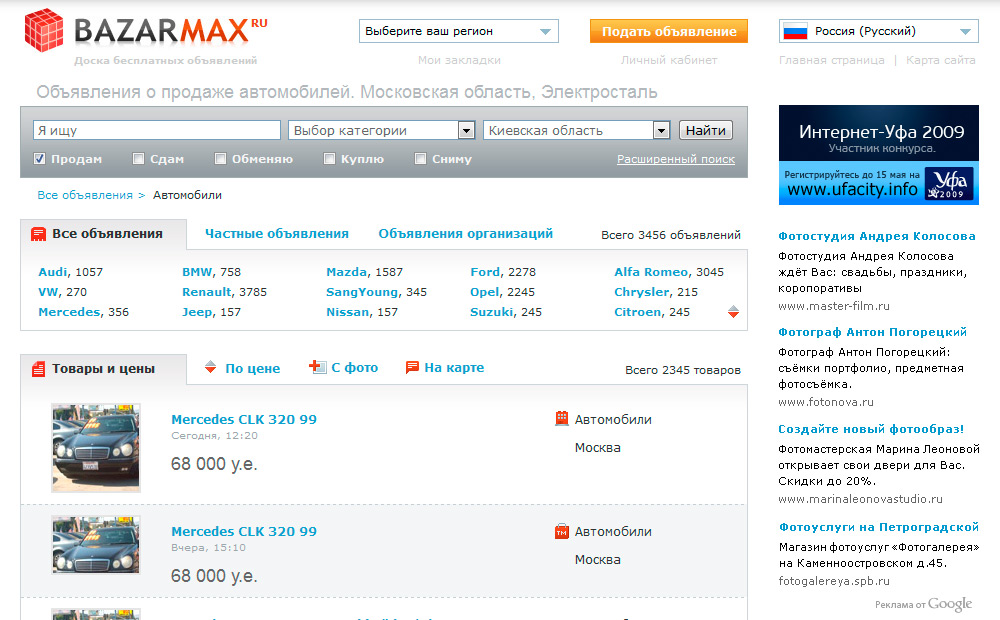 BAZARMAX RU
Доска бесплатных объявлений
Выберите ваш регион
Подать объявление
Россия (Русский)
Мои закладки
Личный кабинет
Главная страница | Карта сайта
Объявления о продаже автомобилей. Московская область, Электросталь
Я ищу
Выбор категории
Киевская область
Найти
Продам
Сдам
Обменяю
Куплю
Сниму
Расширенный поиск
Все объявления > Автомобили
Все объявления
Частные объявления
Объявления организаций
Всего 3456 объявлений
Audi, 1057
BMW, 758
Mazda, 1587
Ford, 2278
Alfa Romeo, 3045
VW, 270
Renault, 3785
SangYoung, 345
Opel, 2245
Chrysler, 215
Mercedes, 356
Jeep, 157
Nissan, 157
Suzuki, 245
Citroen, 245
Товары и цены
По цене
С фото
На карте
Всего 2345 товаров
Mercedes CLK 320 99
Сегодня, 12:20
68 000 у.е.
Автомобили
Москва
Mercedes CLK 320 99
Вчера, 15:10
68 000 у.е.
Автомобили
Москва
Интернет-Уфа 2009
Участник конкурса.
Регистрируйтесь до 15 мая на
www.ufacity.info
Уфа
2009
Фотостудия Андрея Колосова
Фотостудия Андрея Колосова
ждёт Вас: свадьбы, праздники,
коропоративы
www.master-film.ru
Фотограф Антон Погорецкий
Фотограф Антон Погорецкий:
съёмки портфолио, предметная
фотосъёмка.
www.fotonova.ru
Создайте новый фотообраз!
Фотомастерская Марина Леоновой
открывает свои двери для Вас.
Скидки до 20%.
www.marinaleonovastudio.ru
Фотоуслуги на Петроградской
Магазин фотоуслуг «Фотогалерея»
на Каменноостровском д.45.
fotogalereya.spb.ru
Реклама от Google